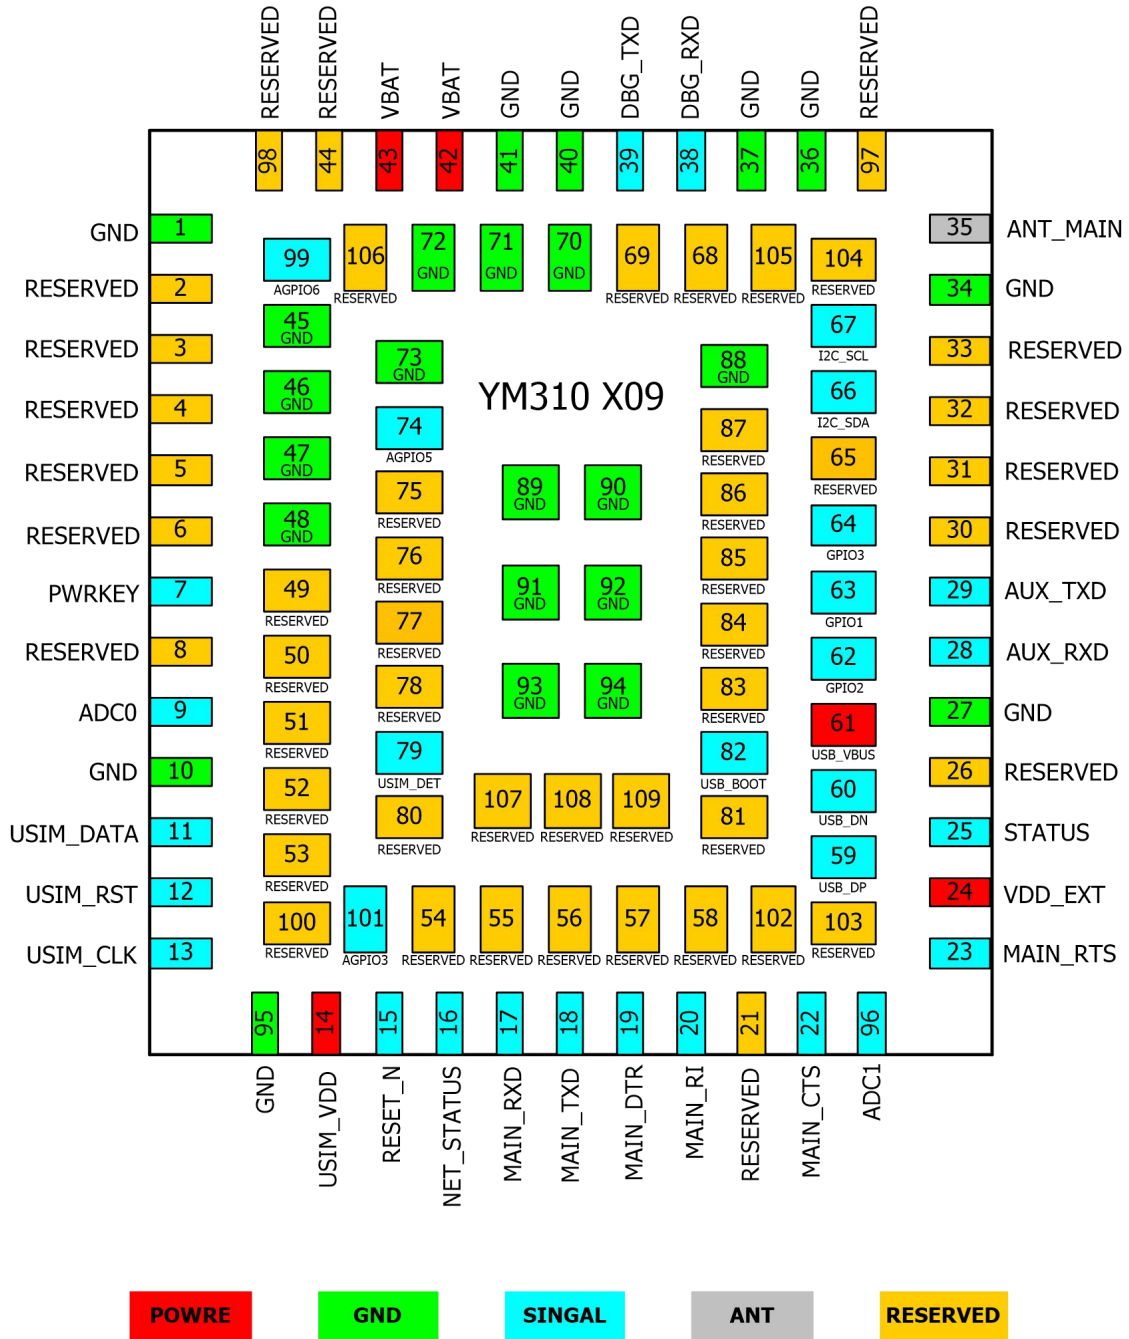 RESERVED
RESERVED
VBAT
VBAT
GND
GND
DBG_TXD
DBG_RXD
GND
GND
RESERVED
98
44
43
42
41
40
39
38
37
36
97
GND 1
RESERVED 2
RESERVED 3
RESERVED 4
RESERVED 5
RESERVED 6
PWRKEY 7
RESERVED 8
ADC0 9
GND 10
USIM_DATA 11
USIM_RST 12
USIM_CLK 13
99
AGPIO6
45
GND
46
GND
47
GND
48
GND
49
RESERVED
50
RESERVED
51
RESERVED
52
RESERVED
53
RESERVED
100
RESERVED
106
RESERVED
72
GND
71
GND
70
GND
69
RESERVED
68
RESERVED
105
RESERVED
104
RESERVED
73
GND
74
AGPIO5
75
RESERVED
76
RESERVED
77
RESERVED
78
RESERVED
79
USIM_DET
80
RESERVED
YM310 X09
89
GND
90
GND
91
GND
92
GND
93
GND
94
GND
107
RESERVED
108
RESERVED
109
RESERVED
88
GND
87
RESERVED
86
RESERVED
85
RESERVED
84
RESERVED
83
RESERVED
82
USB_BOOT
81
RESERVED
67
I2C_SCL
66
I2C_SDA
65
RESERVED
64
GPIO3
63
GPIO1
62
GPIO2
61
USB_VBUS
60
USB_DN
59
USB_DP
103
RESERVED
101
AGPIO3
54
RESERVED
55
RESERVED
56
RESERVED
57
RESERVED
58
RESERVED
102
RESERVED
35 ANT_MAIN
34 GND
33 RESERVED
32 RESERVED
31 RESERVED
30 RESERVED
29 AUX_TXD
28 AUX_RXD
27 GND
26 RESERVED
25 STATUS
24 VDD_EXT
23 MAIN_RTS
95
14
15
16
17
18
19
20
21
22
96
GND
USIM_VDD
RESET_N
NET_STATUS
MAIN_RXD
MAIN_TXD
MAIN_DTR
MAIN_RI
RESERVED
MAIN_CTS
ADC1
POWRE
GND
SINGAL
ANT
RESERVED